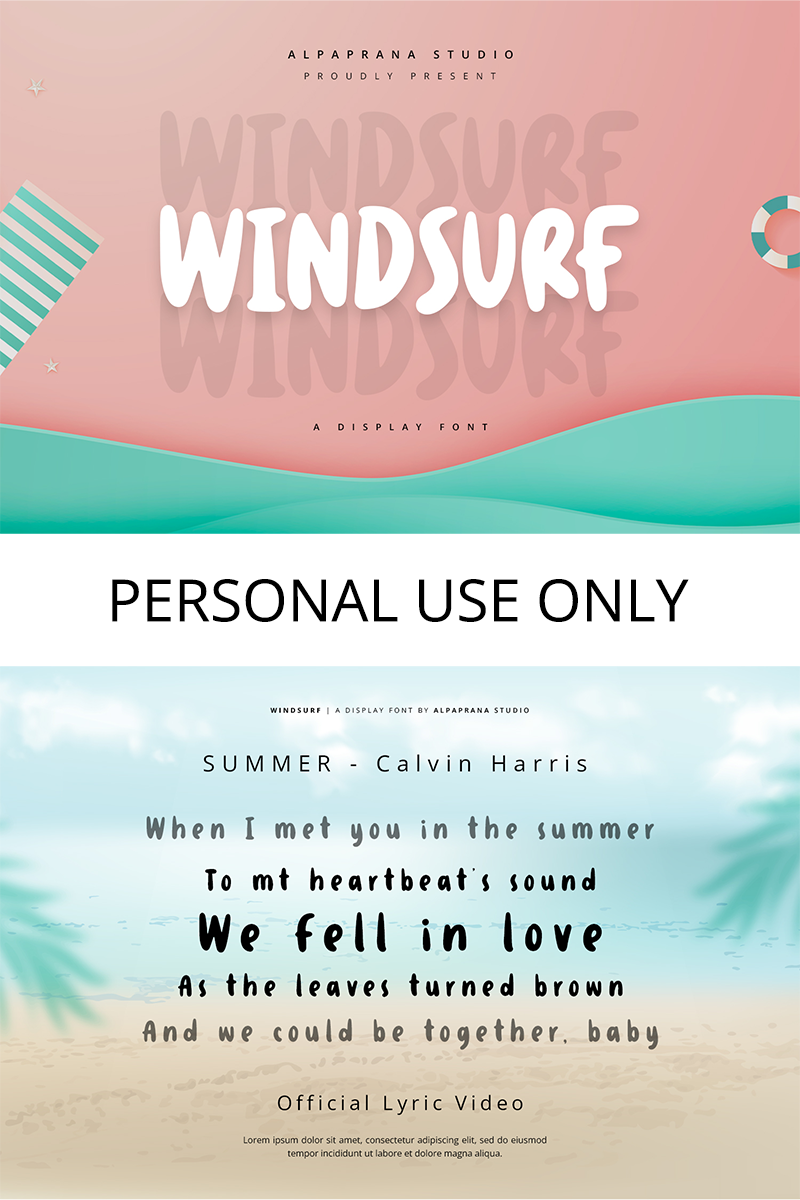 ALPAPRANA STUDIO
PROUDLY PRESENT
WINDSURF
WINDSURF
WINDSURF
A DISPLAY FONT
PERSONAL USE ONLY
WINDSURF | A DISPLAY FONT BY ALPAPRANA STUDIO
SUMMER - Calvin Harris
When I met you in the summer
To mt heartbeat's sound
We fell in love
As the leaves turned brown
And we could be together, baby
Official Lyric Video
Lorem ipsum dolor sit amet, consectetur adipiscing elit, sed do eiusmod
tempor incididunt ut labore et dolore magna aliqua.